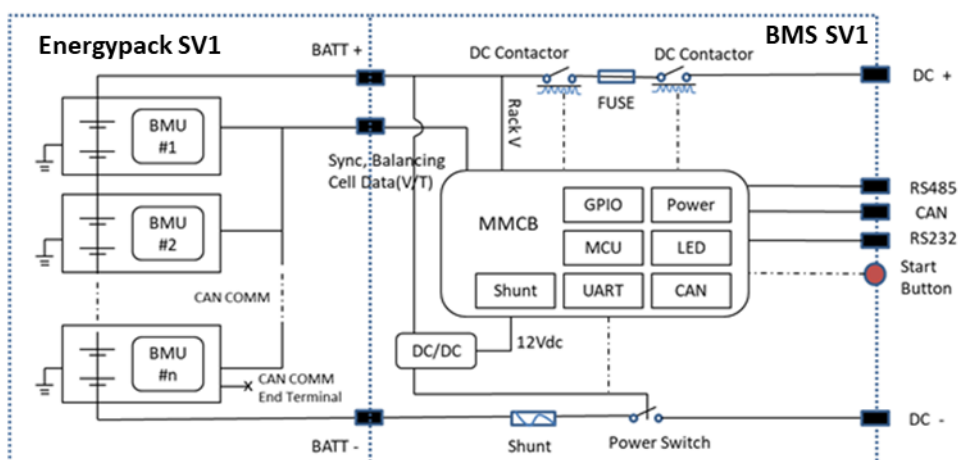 Energypack SV1
BATT +
DC Contactor
DC Contactor
BMS SV1
DC +
FUSE
BMU
#1
Rack V
Sync, Balancing
Cell Data(V/T)
BMU
#2
MMCB
GPIO
Power
MCU
LED
Shunt
UART
CAN
RS485
CAN
RS232
Start
Button
CAN COMM
BMU
#n
CAN COMM
End Terminal
DC/DC
12Vdc
BATT -
Shunt
Power Switch
DC -